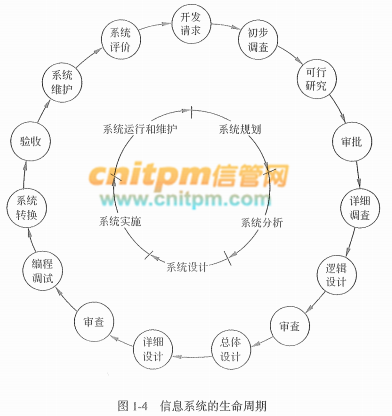 开发
请求
初步
调查
可行
研究
审批
详细
调查
逻辑
设计
审查
总体
设计
详细
设计
审查
编程
调试
系统
转换
验收
系统
维护
系统
评价
系统运行和维护
系统规划
系统分析
系统设计
系统实施
cnitpm信管网
www.cnitpm.com
图 1-4 信息系统的生命周期